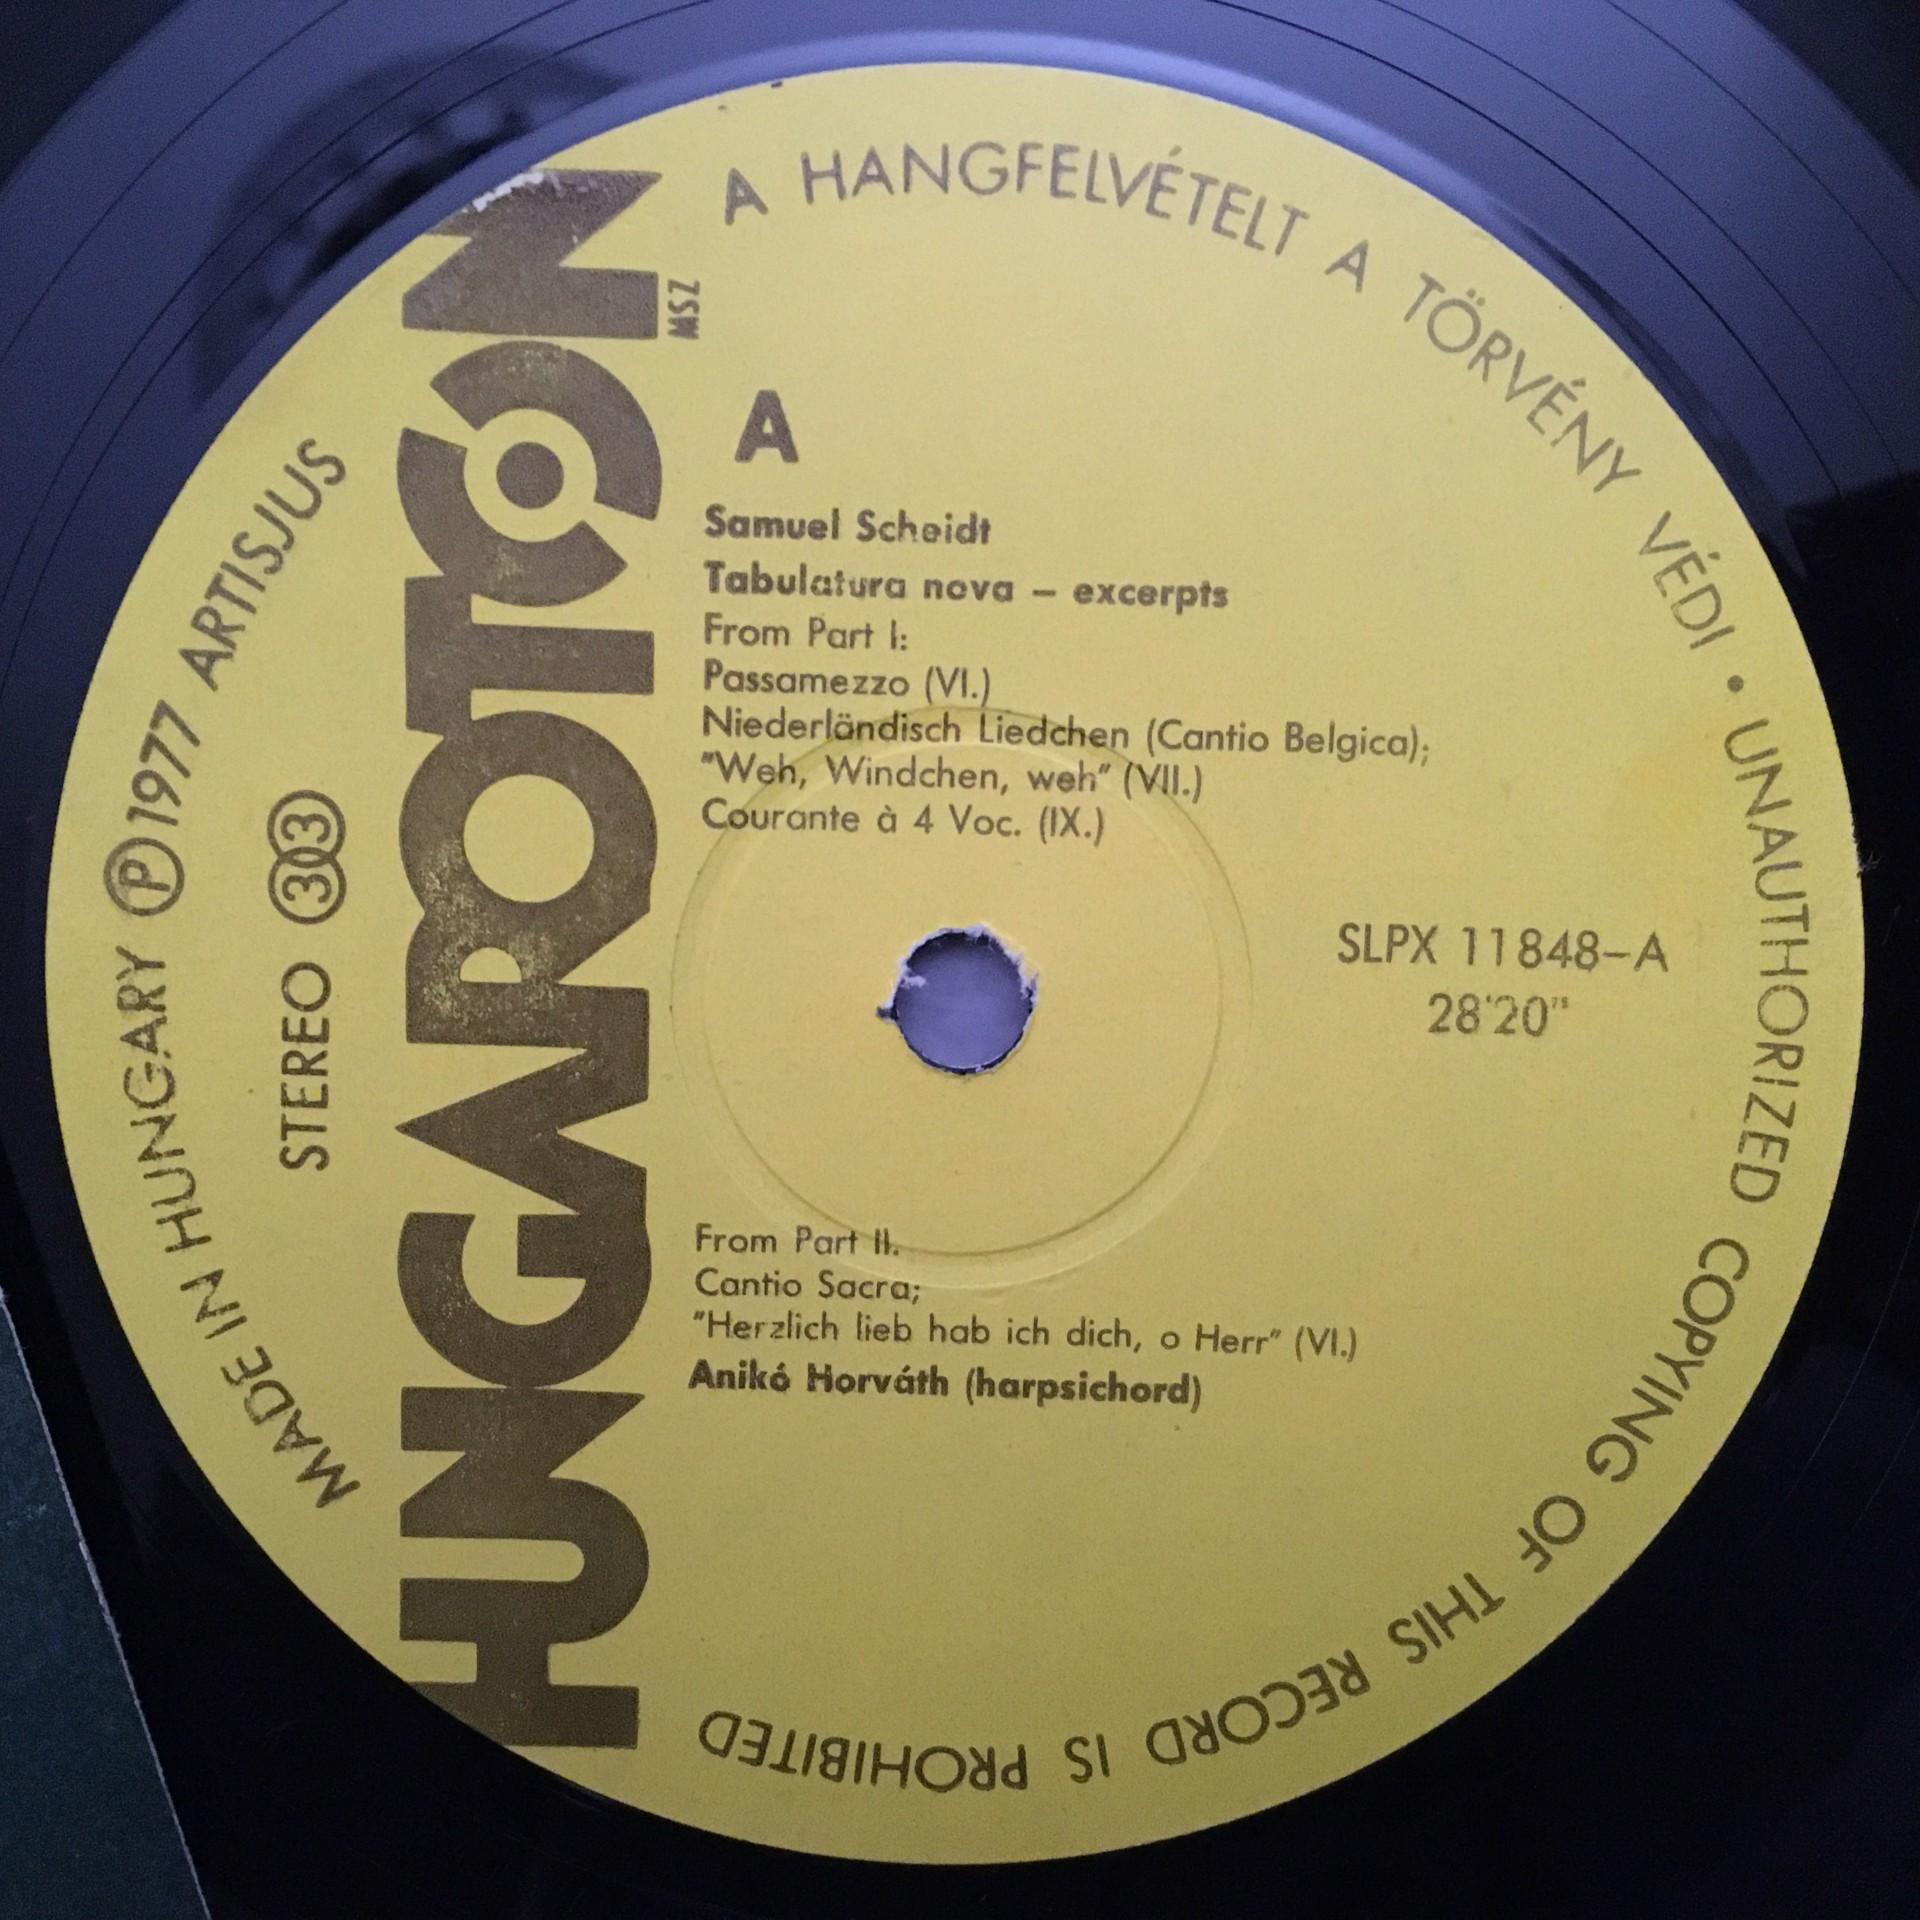 HUNGAROTON
MSZ
A HANGFELVÉTELT A TÖRVÉNY VÉDI • UNAUTHORIZED COPYING OF THIS RECORD IS PROHIBITED
MADE IN HUNGARY Ⓟ 1977 ARTISJUS
STEREO 33
A
Samuel Scheidt
Tabulatura nova – excerpts
From Part I:
Passamezzo (VI.)
Niederländisch Liedchen (Cantio Belgica);
"Weh, Windchen, weh" (VII.)
Courante à 4 Voc. (IX.)
SLPX 11848–A
28'20"
From Part II.
Cantio Sacra;
"Herzlich lieb hab ich dich, o Herr" (VI.)
Anikó Horváth (harpsichord)